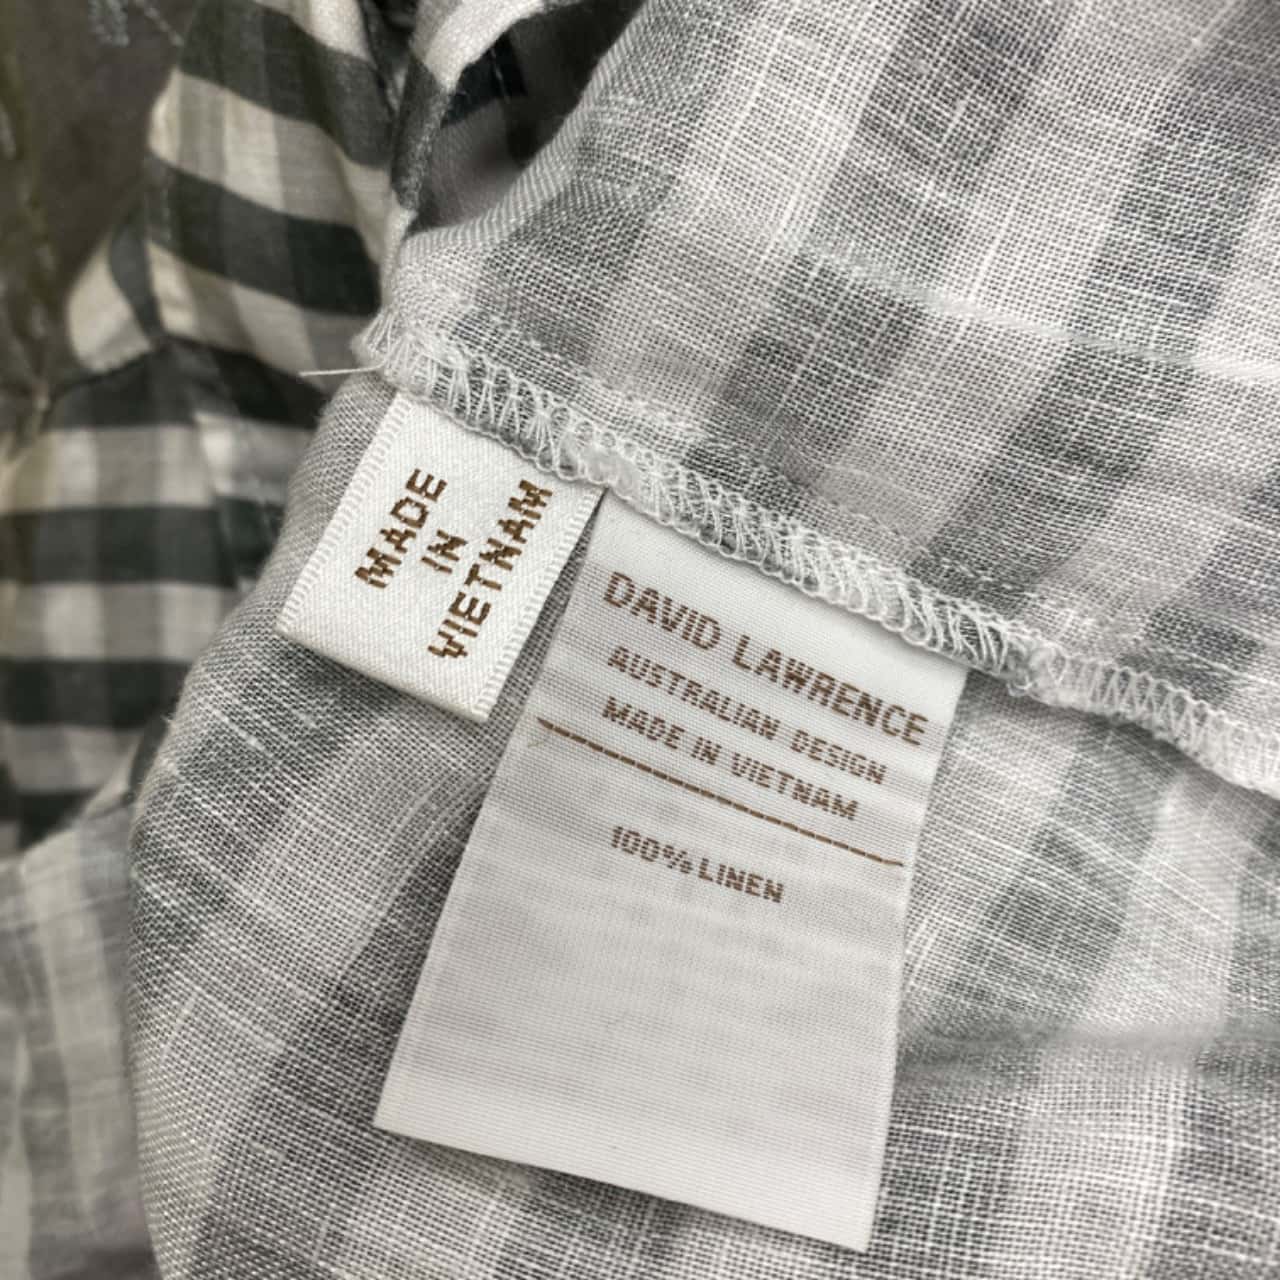 MADE
IN
VIETNAM
DAVID LAWRENCE
AUSTRALIAN DESIGN
MADE IN VIETNAM
100% LINEN